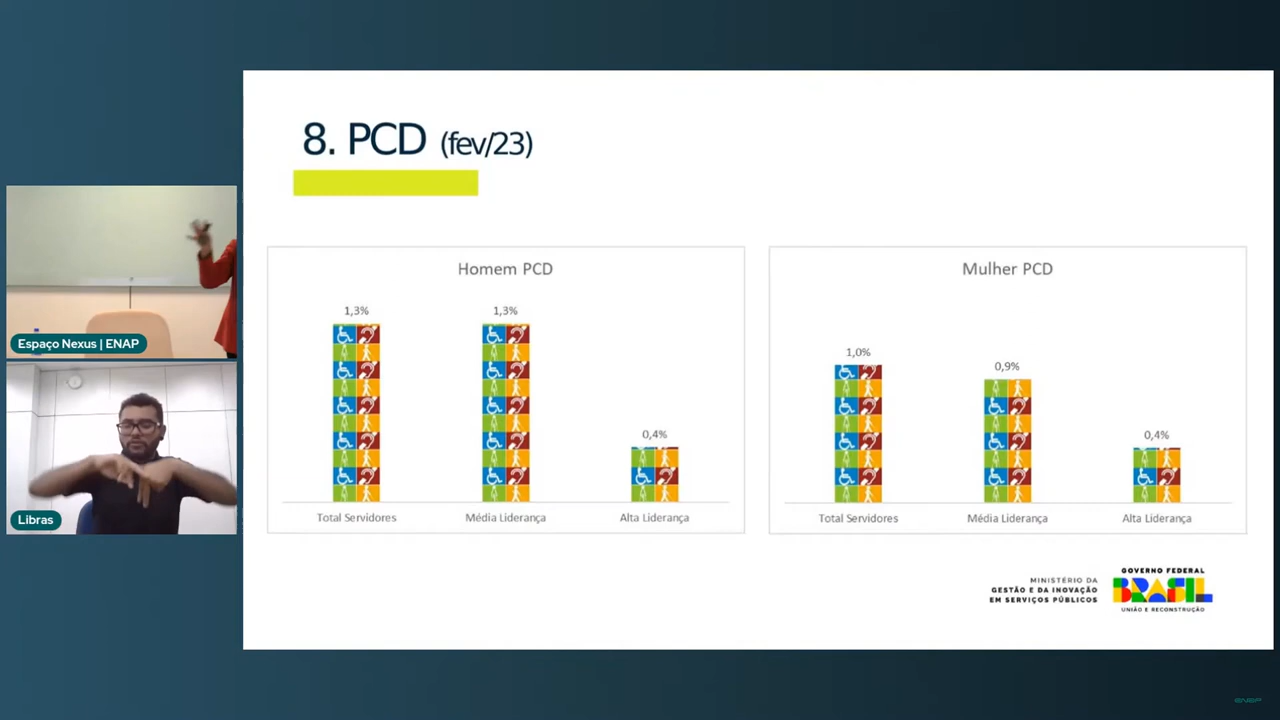 8. PCD (fev/23)
Espaço Nexus | ENAP
Libras
Homem PCD
1,3%
1,3%
0,4%
Total Servidores
Média Liderança
Alta Liderança
Mulher PCD
1,0%
0,9%
0,4%
Total Servidores
Média Liderança
Alta Liderança
MINISTÉRIO DA
GESTÃO E DA INOVAÇÃO
EM SERVIÇOS PÚBLICOS
GOVERNO FEDERAL
BRASIL
UNIÃO E RECONSTRUÇÃO
ENAP